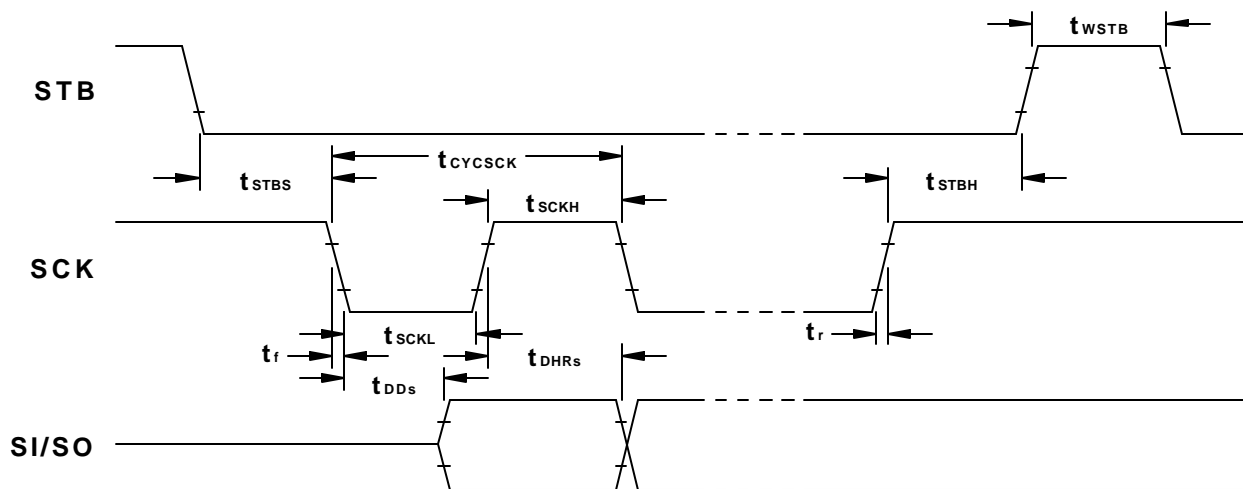 tWSTB
STB
tCYCSCK
tSTBS
tSTBH
tSCKH
SCK
tSCKL
tr
tf
tDHRs
tDDs
SI/SO